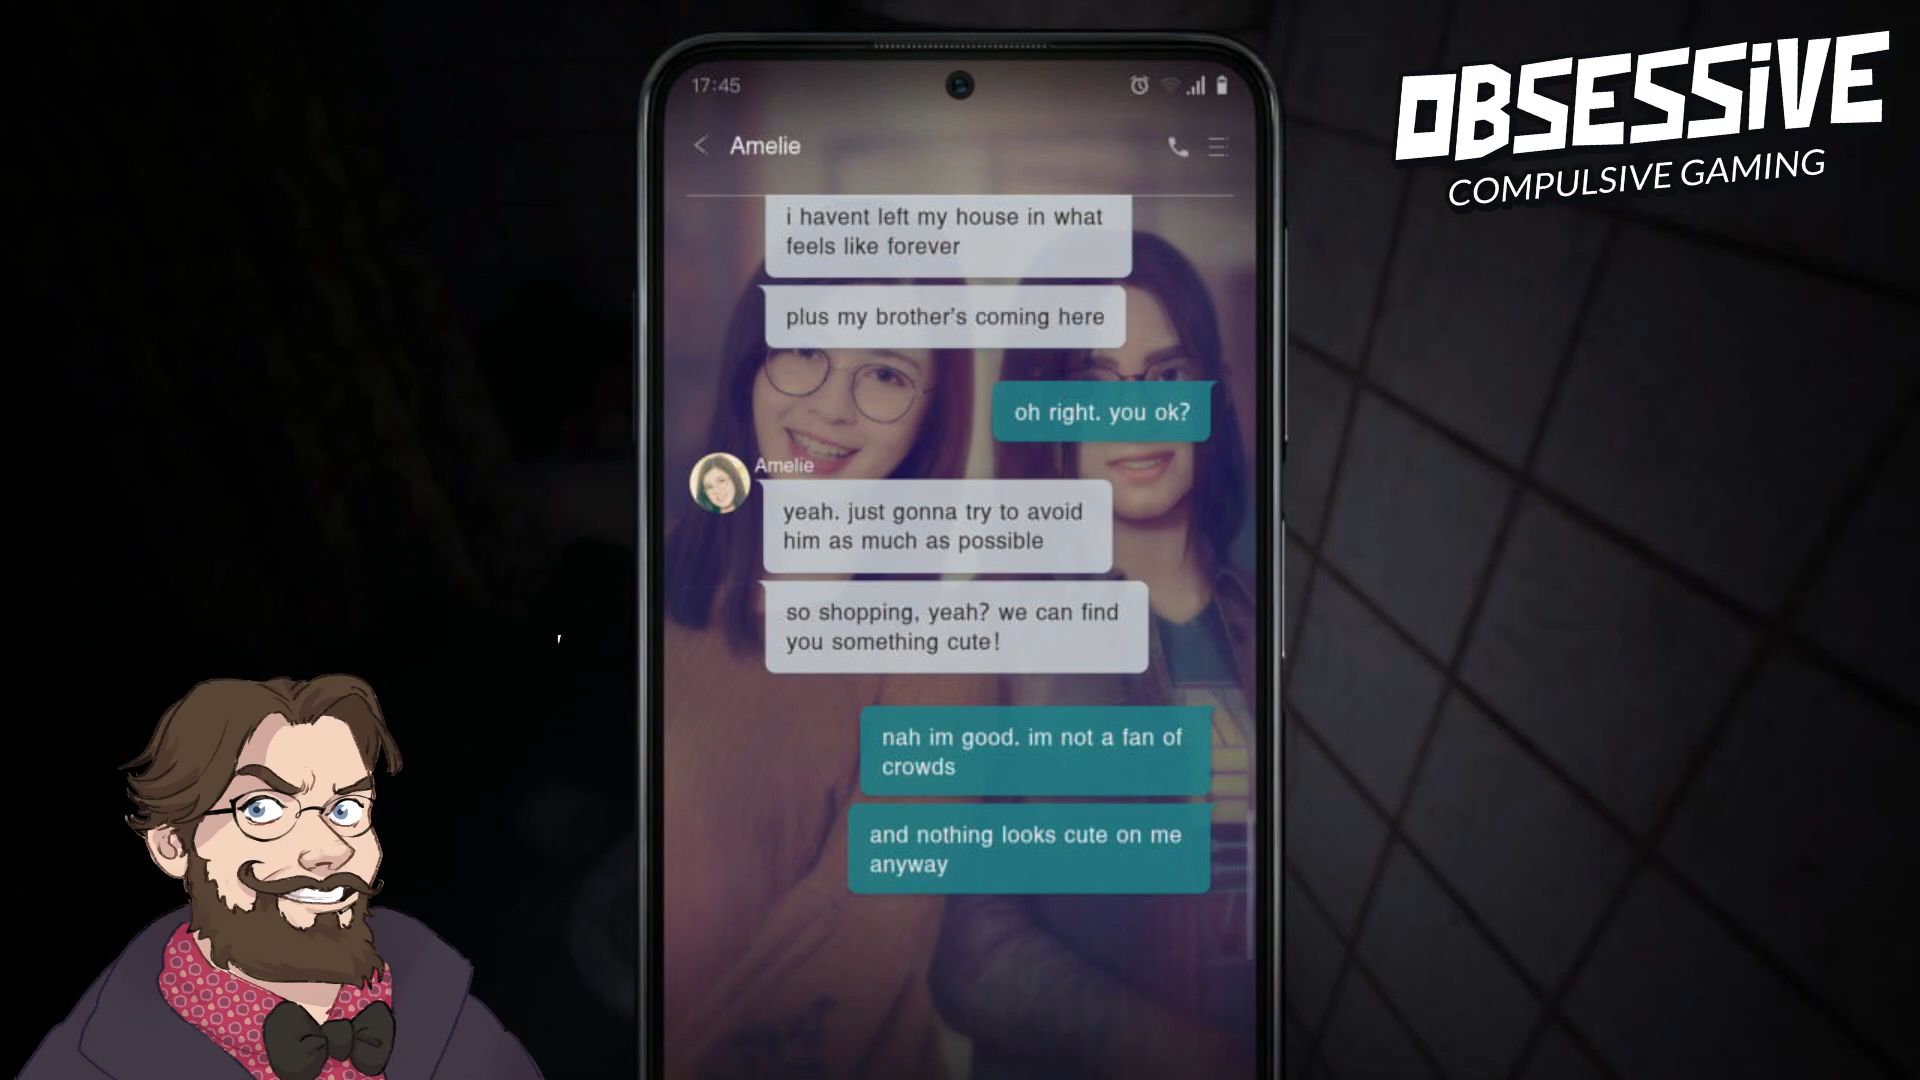 OBSESSiVE
COMPULSIVE GAMING
17:45
Amelie
i havent left my house in what
feels like forever
plus my brother's coming here
oh right. you ok?
Amelie
yeah. just gonna try to avoid
him as much as possible
so shopping, yeah? we can find
you something cute!
nah im good. im not a fan of
crowds
and nothing looks cute on me
anyway